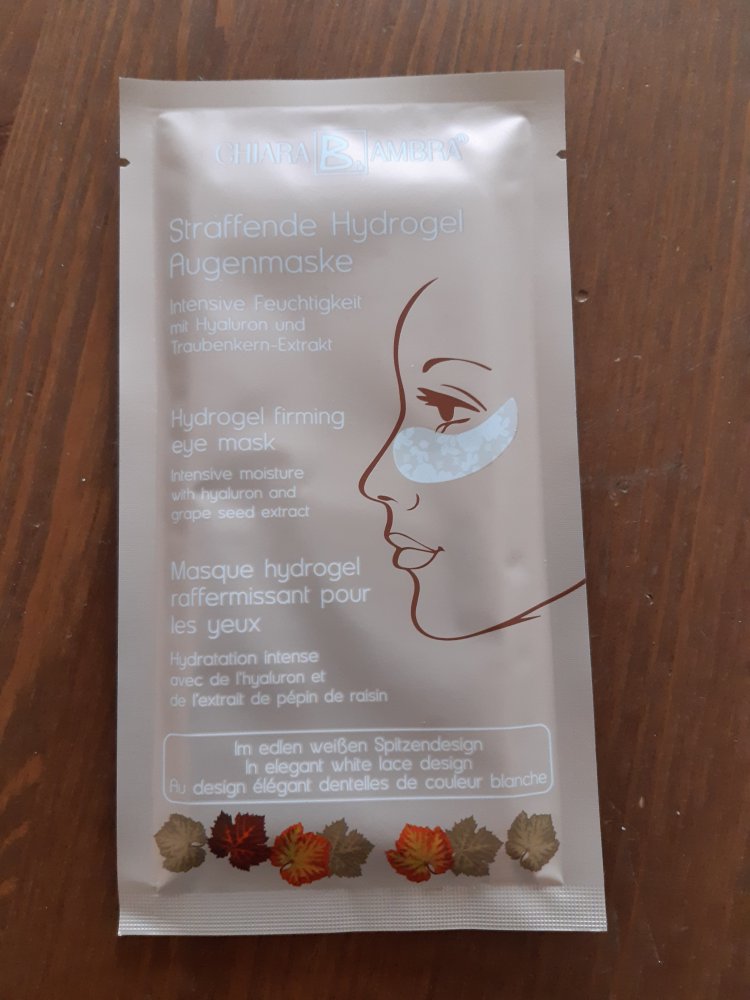 CHIARA B. AMBRA®
Straffende Hydrogel
Augenmaske
Intensive Feuchtigkeit
mit Hyaluron und
Traubenkern-Extrakt
Hydrogel firming
eye mask
Intensive moisture
with hyaluron and
grape seed extract
Masque hydrogel
raffermissant pour
les yeux
Hydratation intense
avec de l'hyaluron et
de l'extrait de pépin de raisin
Im edlen weißen Spitzendesign
In elegant white lace design
Au design élégant dentelles de couleur blanche